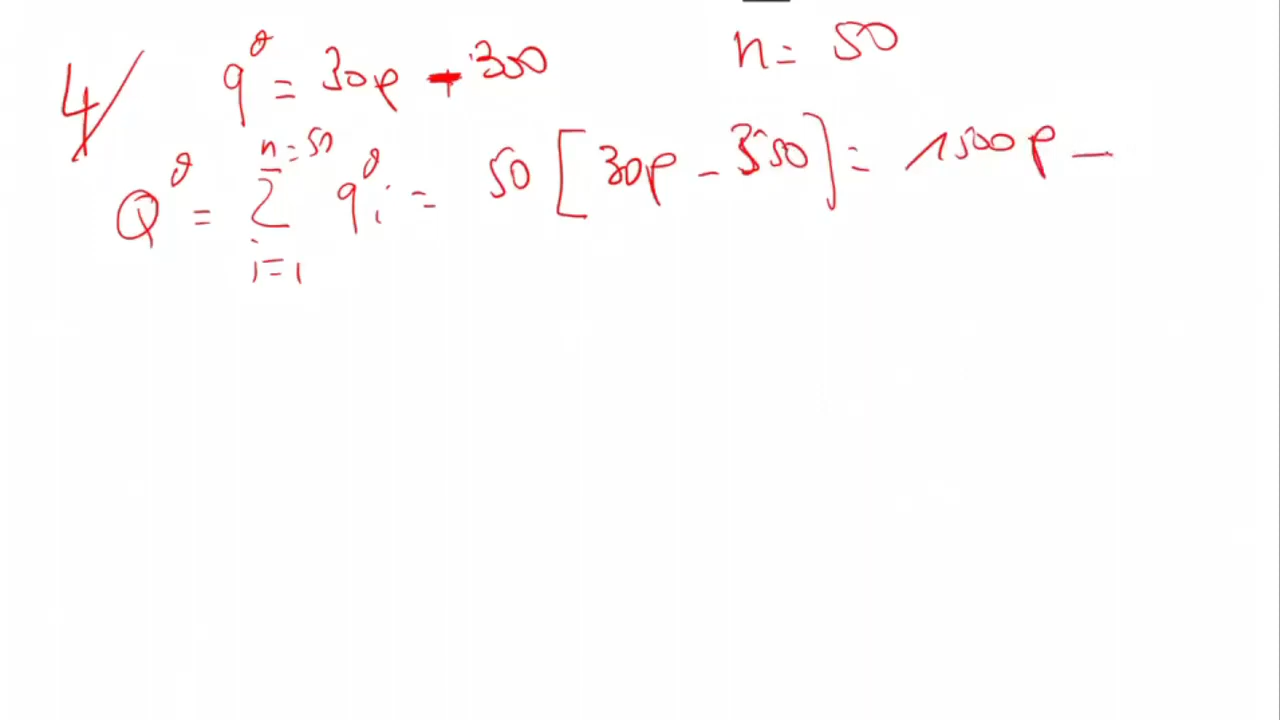 4/ q° = 30p - 300 n = 50
Q° = Σ n=50 i=1 q°i = 50 [30p - 350] = 1500p -